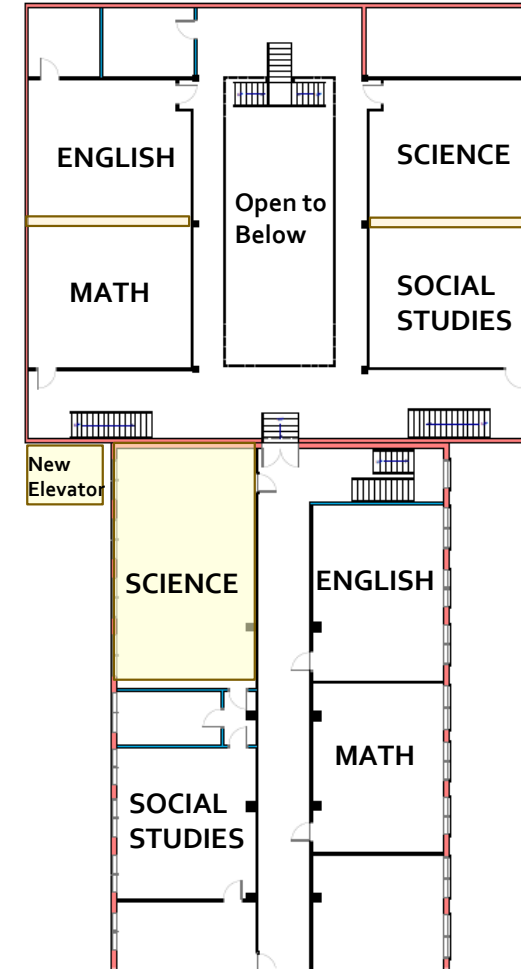 ENGLISH
SCIENCE
Open to
Below
MATH
SOCIAL
STUDIES
New
Elevator
SCIENCE
ENGLISH
MATH
SOCIAL
STUDIES